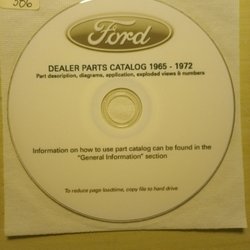 306
Ford
DEALER PARTS CATALOG 1965 - 1972
Part description, diagrams, application, exploded views & numbers
Information on how to use part catalog can be found in the
"General Information" section
To reduce page loadtime, copy file to hard drive